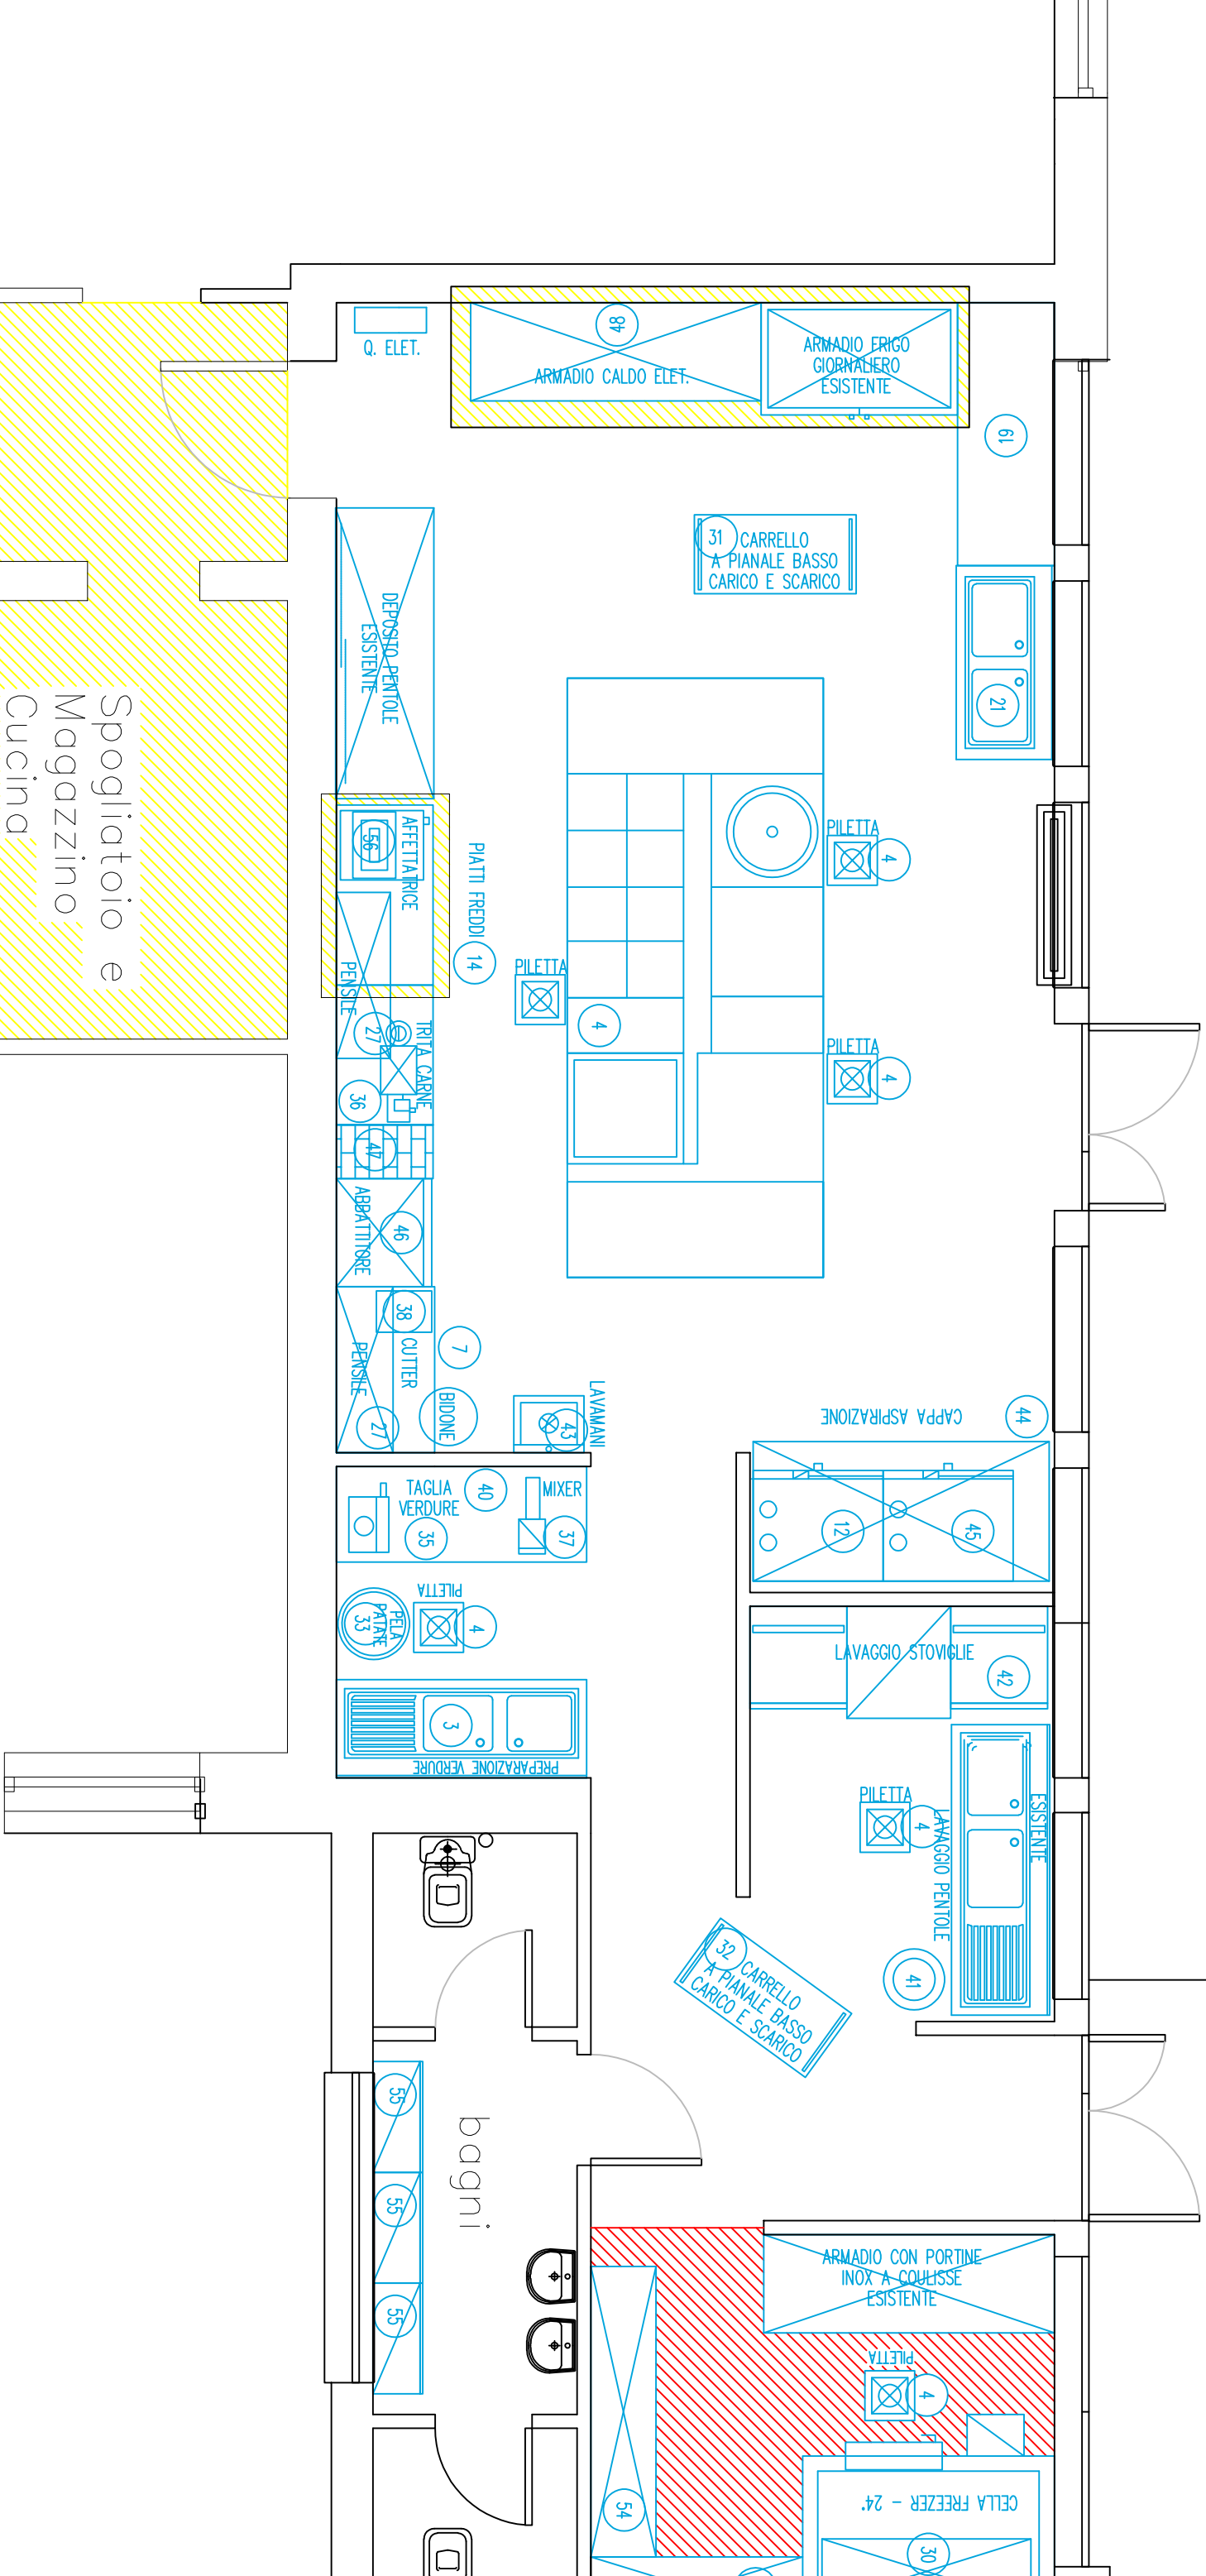 Q. ELET.
48
ARMADIO CALDO ELET.
ARMADIO FRIGO
GIORNALIERO
ESISTENTE
19
31
CARRELLO
A PIANALE BASSO
CARICO E SCARICO
DEPOSITO PENTOLE
ESISTENTE
21
Spogliatoio e
Magazzino
Cucina
56
AFFETTATRICE
PIATTI FREDDI
14
PILETTA
4
PENSILE
27
PILETTA
4
TRITA CARNE
36
PILETTA
4
47
ABBATTITORE
46
38
CUTTER
7
PENSILE
27
BIDONE
LAVAMANI
43
CAPPA ASPIRAZIONE
44
TAGLIA
VERDURE
40
MIXER
35
37
12
45
PILETTA
4
PELA
PATATE
33
LAVAGGIO STOVIGLIE
42
3
PREPARAZIONE VERDURE
PILETTA
4
ESISTENTE
LAVAGGIO PENTOLE
32
CARRELLO
A PIANALE BASSO
CARICO E SCARICO
41
55
bagni
55
55
ARMADIO CON PORTINE
INOX A COULISSE
ESISTENTE
PILETTA
4
54
CELLA FREEZER - 24°
30